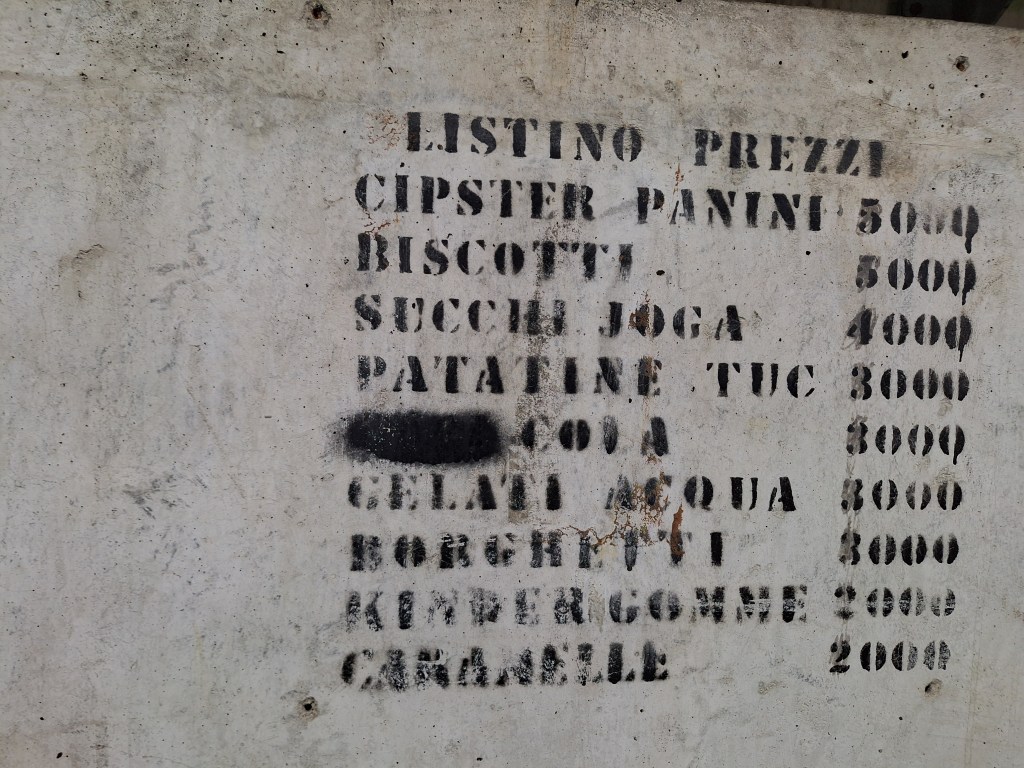 LISTINO PREZZI
CIPSTER PANINI 5000
BISCOTTI 5000
SUCCHI JOGA 4000
PATATINE TUC 3000
COLA 3000
GELATI ACQUA 3000
BORGHETTI 3000
KINDER GOMME 2000
CARAMELLE 2000